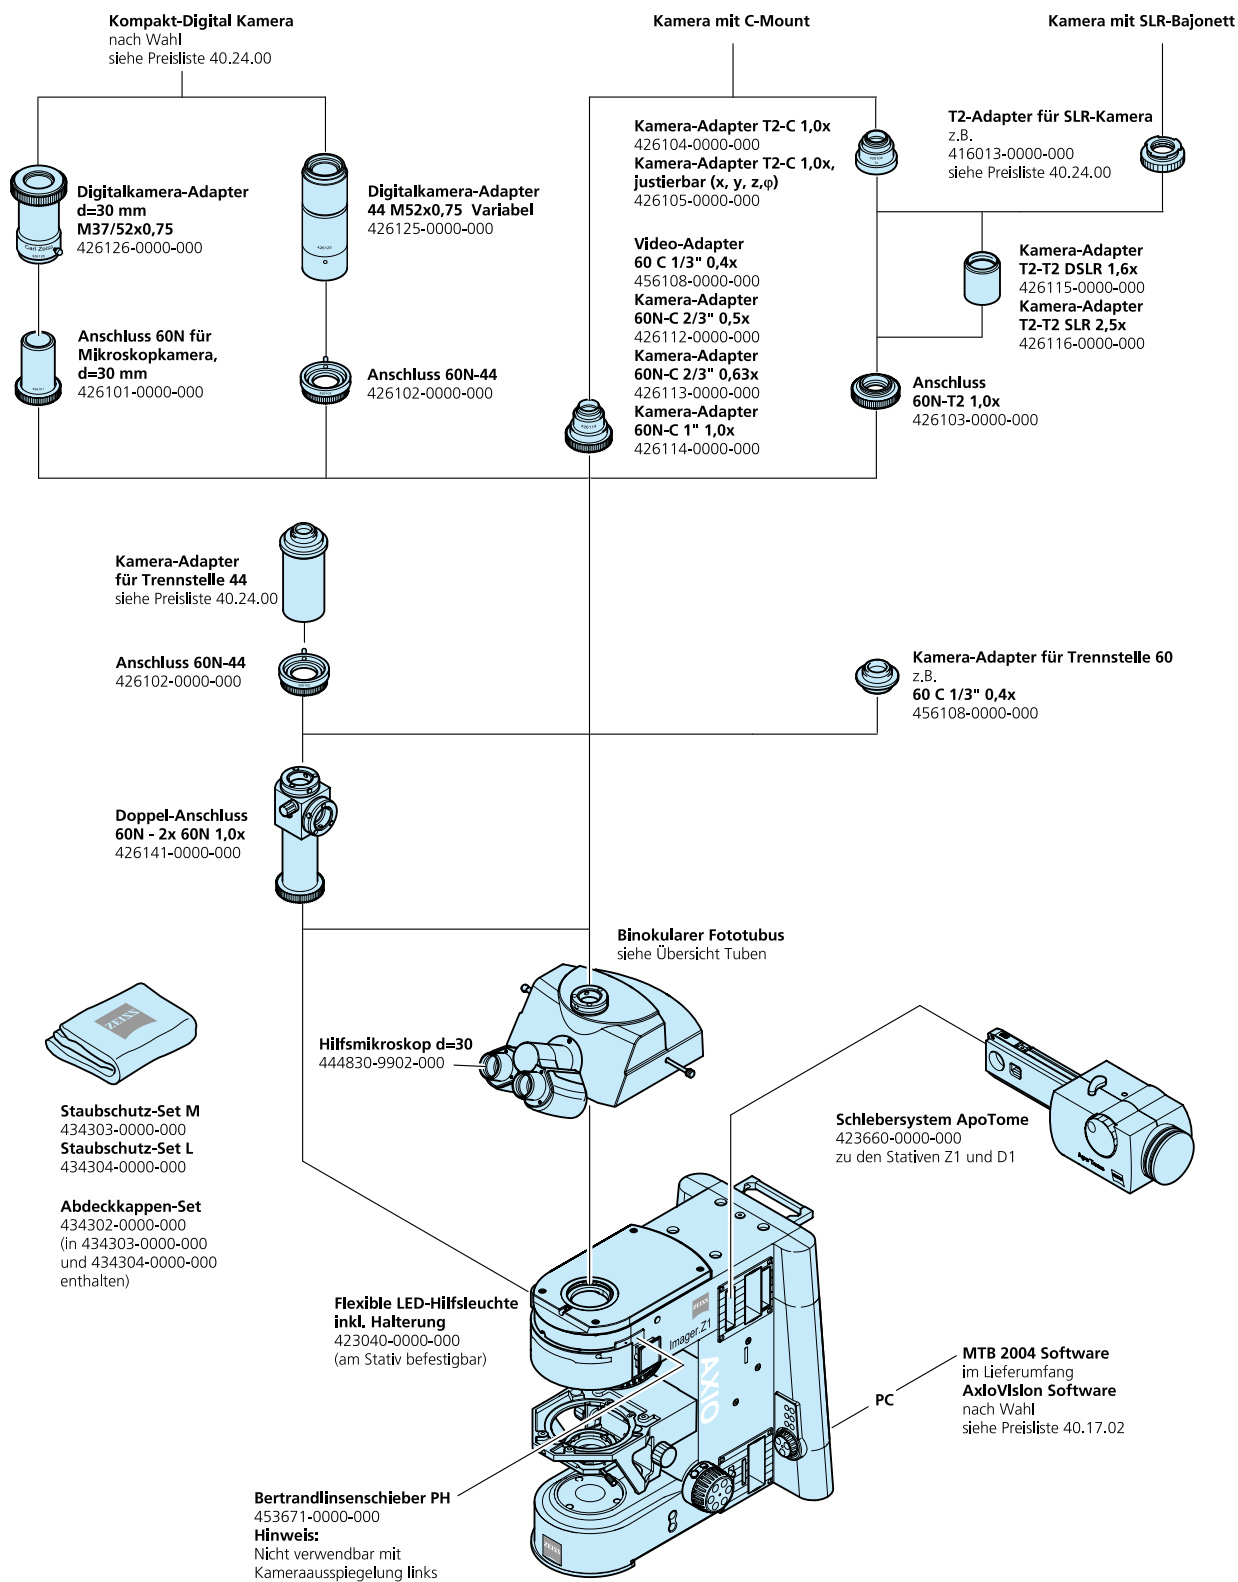 Kompakt-Digital Kamera
nach Wahl
siehe Preisliste 40.24.00
Kamera mit C-Mount
Kamera mit SLR-Bajonett
Kamera-Adapter T2-C 1,0x
426104-0000-000
Kamera-Adapter T2-C 1,0x,
justierbar (x, y, z,φ)
426105-0000-000
T2-Adapter für SLR-Kamera
z.B.
416013-0000-000
siehe Preisliste 40.24.00
Digitalkamera-Adapter
d=30 mm
M37/52x0,75
426126-0000-000
Carl Zeiss
Digitalkamera-Adapter
44 M52x0,75 Variabel
426125-0000-000
426125
Video-Adapter
60 C 1/3" 0,4x
456108-0000-000
Kamera-Adapter
60N-C 2/3" 0,5x
426112-0000-000
Kamera-Adapter
60N-C 2/3" 0,63x
426113-0000-000
Kamera-Adapter
60N-C 1" 1,0x
426114-0000-000
426114
Kamera-Adapter
T2-T2 DSLR 1,6x
426115-0000-000
Kamera-Adapter
T2-T2 SLR 2,5x
426116-0000-000
Anschluss 60N für
Mikroskopkamera,
d=30 mm
426101-0000-000
Anschluss 60N-44
426102-0000-000
Anschluss
60N-T2 1,0x
426103-0000-000
Kamera-Adapter
für Trennstelle 44
siehe Preisliste 40.24.00
Anschluss 60N-44
426102-0000-000
Kamera-Adapter für Trennstelle 60
z.B.
60 C 1/3" 0,4x
456108-0000-000
Doppel-Anschluss
60N - 2x 60N 1,0x
426141-0000-000
Binokularer Fototubus
siehe Übersicht Tuben
Hilfsmikroskop d=30
444830-9902-000
ZEISS
Staubschutz-Set M
434303-0000-000
Staubschutz-Set L
434304-0000-000
Abdeckkappen-Set
434302-0000-000
(in 434303-0000-000
und 434304-0000-000
enthalten)
Schlebersystem ApoTome
423660-0000-000
zu den Stativen Z1 und D1
ApoTome
Flexible LED-Hilfsleuchte
inkl. Halterung
423040-0000-000
(am Stativ befestigbar)
ZEISS
Imager.Z1
AXIO
PC
MTB 2004 Software
im Lieferumfang
AxloVIslon Software
nach Wahl
siehe Preisliste 40.17.02
Bertrandlinsenschieber PH
453671-0000-000
Hinweis:
Nicht verwendbar mit
Kameraausspiegelung links
ZEISS